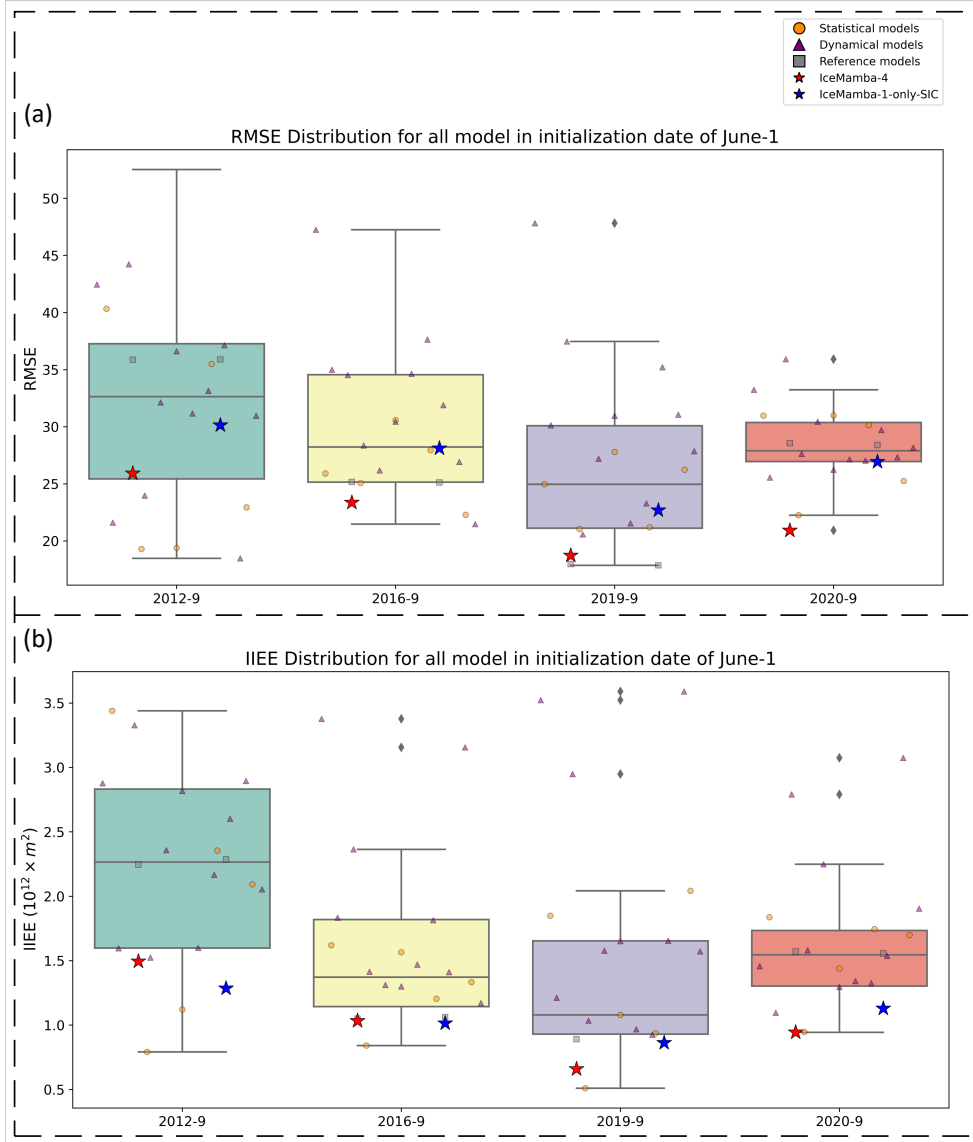 Statistical models
Dynamical models
Reference models
IceMamba-4
IceMamba-1-only-SIC
(a)
RMSE Distribution for all model in initialization date of June-1
RMSE
50
45
40
35
30
25
20
2012-9 2016-9 2019-9 2020-9
(b)
IIEE Distribution for all model in initialization date of June-1
IIEE (10¹² × m²)
3.5
3.0
2.5
2.0
1.5
1.0
0.5
2012-9 2016-9 2019-9 2020-9